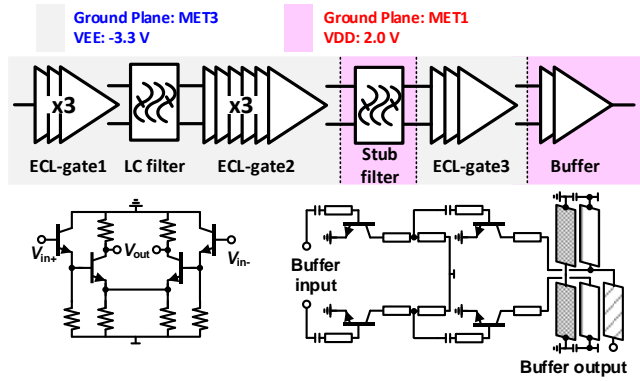 Ground Plane: MET3
VEE: -3.3 V
Ground Plane: MET1
VDD: 2.0 V
x3
x3
ECL-gate1
LC filter
ECL-gate2
Stub
filter
ECL-gate3
Buffer
Vin+
Vout
Vin-
Buffer
input
Buffer output